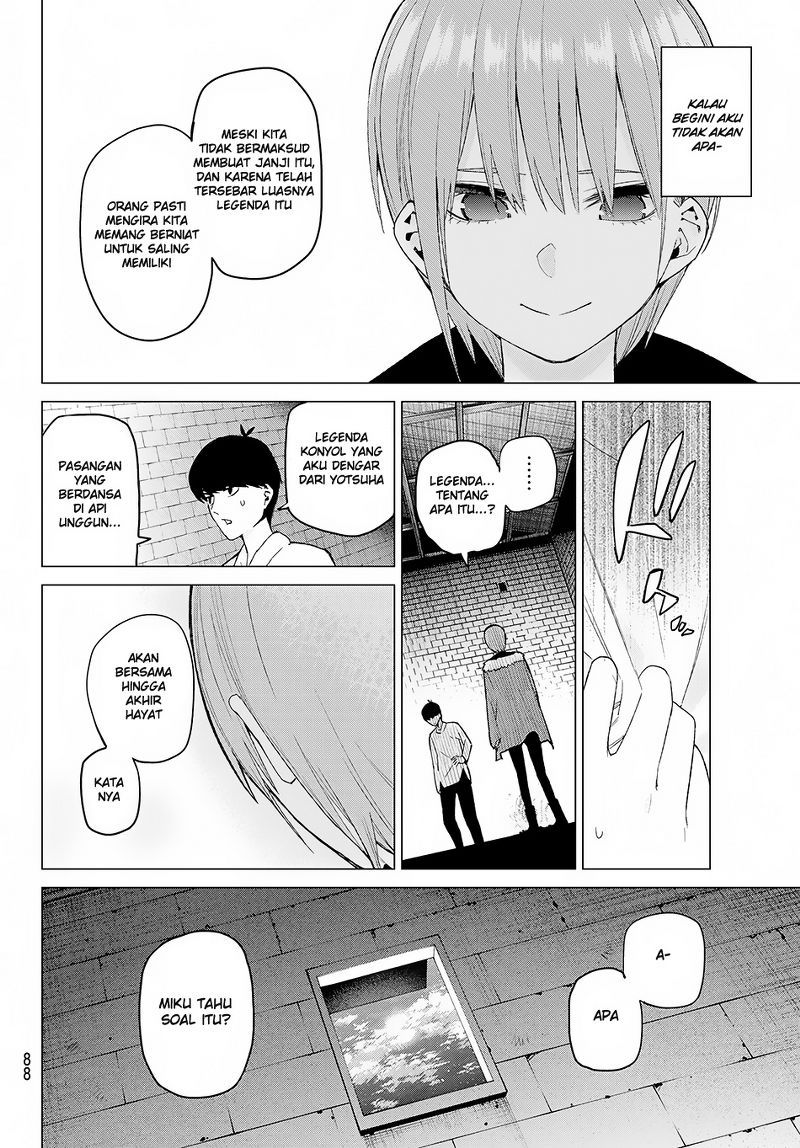 KALAU
BEGINI AKU
TIDAK AKAN
APA-
MESKI KITA
TIDAK BERMAKSUD
MEMBUAT JANJI ITU,
DAN KARENA TELAH
TERSEBAR LUASNYA
LEGENDA ITU
ORANG PASTI
MENGIRA KITA
MEMANG BERNIAT
UNTUK SALING
MEMILIKI
ドドん
......
LEGENDA...
TENTANG
APA ITU...?
LEGENDA
KONYOL YANG
AKU DENGAR
DARI YOTSUHA
PASANGAN
YANG
BERDANSA
DI API
UNGGUN...
AKAN
BERSAMA
HINGGA
AKHIR
HAYAT
KATA
NYA
A-
APA
MIKU TAHU
SOAL ITU?
88